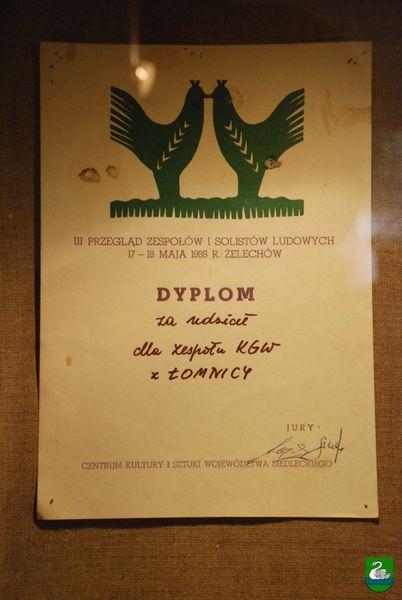 III PRZEGLĄD ZESPOŁÓW I SOLISTÓW LUDOWYCH
17-18 MAJA 1986 R. ŻELECHÓW
DYPLOM
za udział
dla zespołu KGW
z ŁOMNICY
JURY
CENTRUM KULTURY I SZTUKI WOJEWÓDZTWA SIEDLECKIEGO